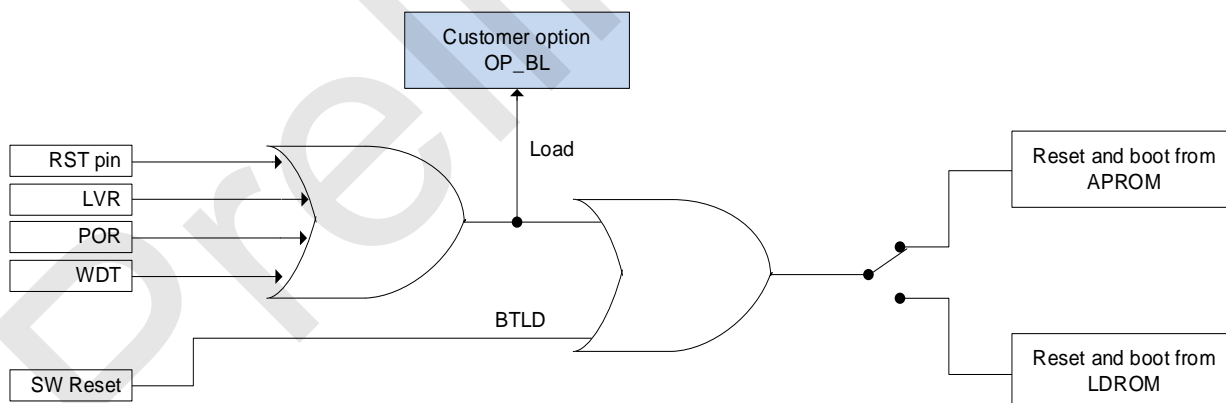 Customer option
OP_BL
Load
RST pin
LVR
POR
WDT
BTLD
SW Reset
Reset and boot from
APROM
Reset and boot from
LDROM